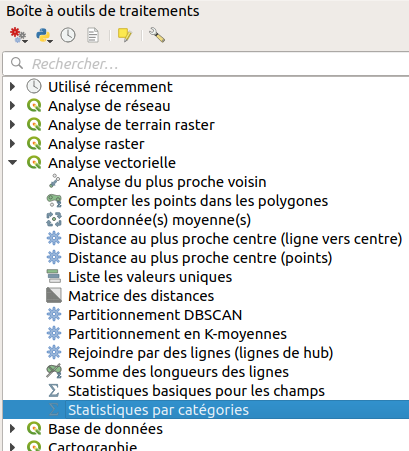 Boîte à outils de traitements
Rechercher…
Utilisé récemment
Analyse de réseau
Analyse de terrain raster
Analyse raster
Analyse vectorielle
Analyse du plus proche voisin
Compter les points dans les polygones
Coordonnée(s) moyenne(s)
Distance au plus proche centre (ligne vers centre)
Distance au plus proche centre (points)
Liste les valeurs uniques
Matrice des distances
Partitionnement DBSCAN
Partitionnement en K-moyennes
Rejoindre par des lignes (lignes de hub)
Somme des longueurs des lignes
Statistiques basiques pour les champs
Statistiques par catégories
Base de données
Cartographie